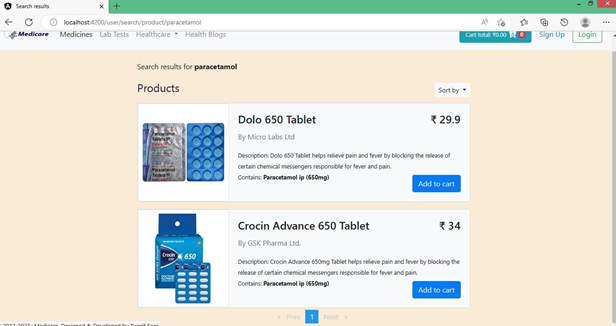 Search results
localhost:4200/user/search/product/paracetamol
Medicare Medicines Lab Tests Healthcare Health Blogs
Cart total: ₹0.00 0 Sign Up Login
Search results for paracetamol
Products
Sort by
Dolo 650 Tablet ₹ 29.9
By Micro Labs Ltd
Description: Dolo 650 Tablet helps relieve pain and fever by blocking the release of
certain chemical messengers responsible for fever and pain.
Contains: Paracetamol ip (650mg)
Add to cart
Crocin
650
Crocin Advance 650 Tablet ₹ 34
By GSK Pharma Ltd.
Description: Crocin Advance 650mg Tablet helps relieve pain and fever by blocking the
release of certain chemical messengers responsible for fever and pain.
Contains: Paracetamol ip (650mg)
Add to cart
« Prev 1 Next »